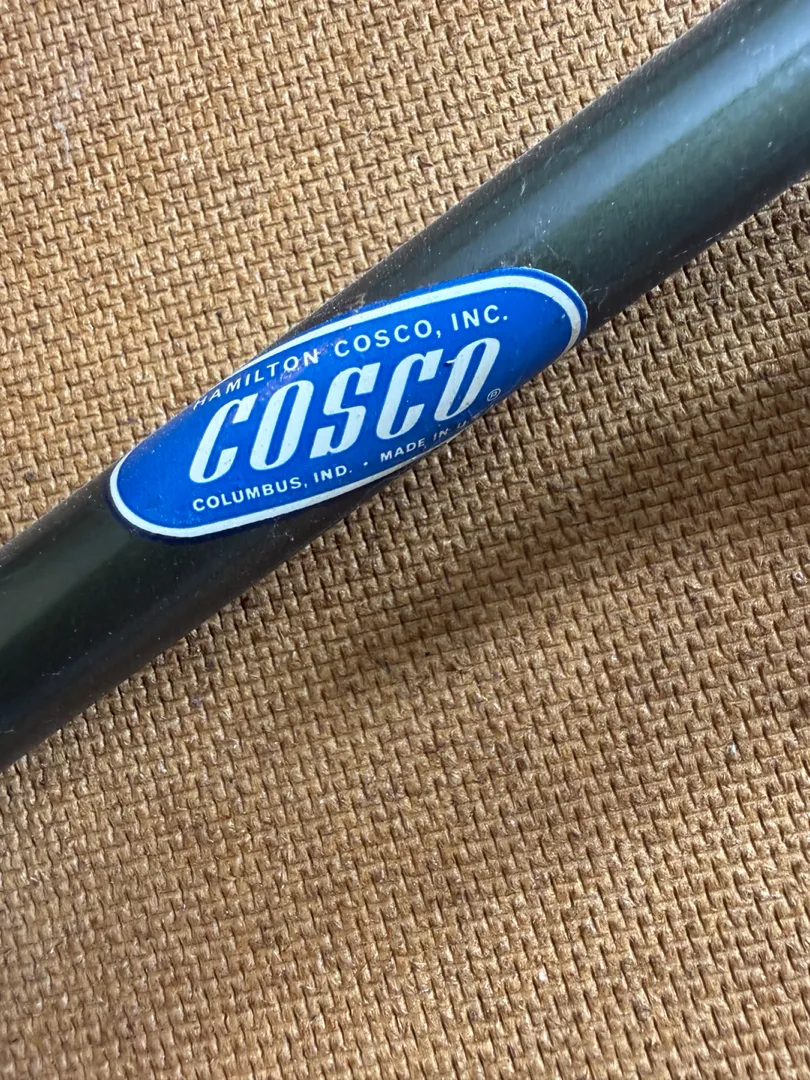 HAMILTON COSCO, INC.
COSCO®
COLUMBUS, IND. • MADE IN U